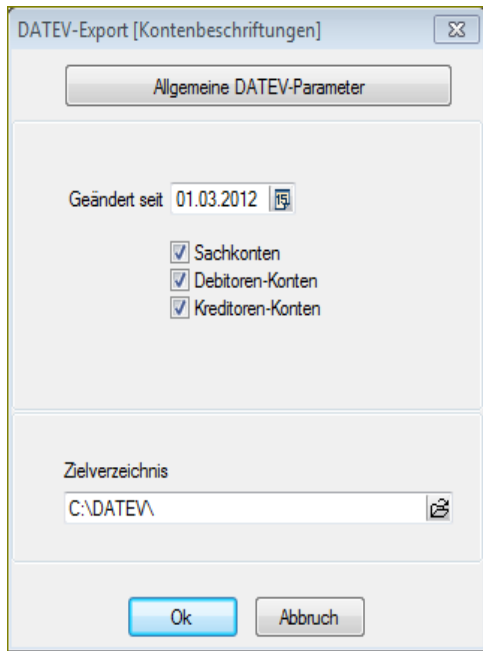 DATEV-Export [Kontenbeschriftungen]
Allgemeine DATEV-Parameter
Geändert seit 01.03.2012 15
Sachkonten
Debitoren-Konten
Kreditoren-Konten
Zielverzeichnis
C:\DATEV\
Ok Abbruch